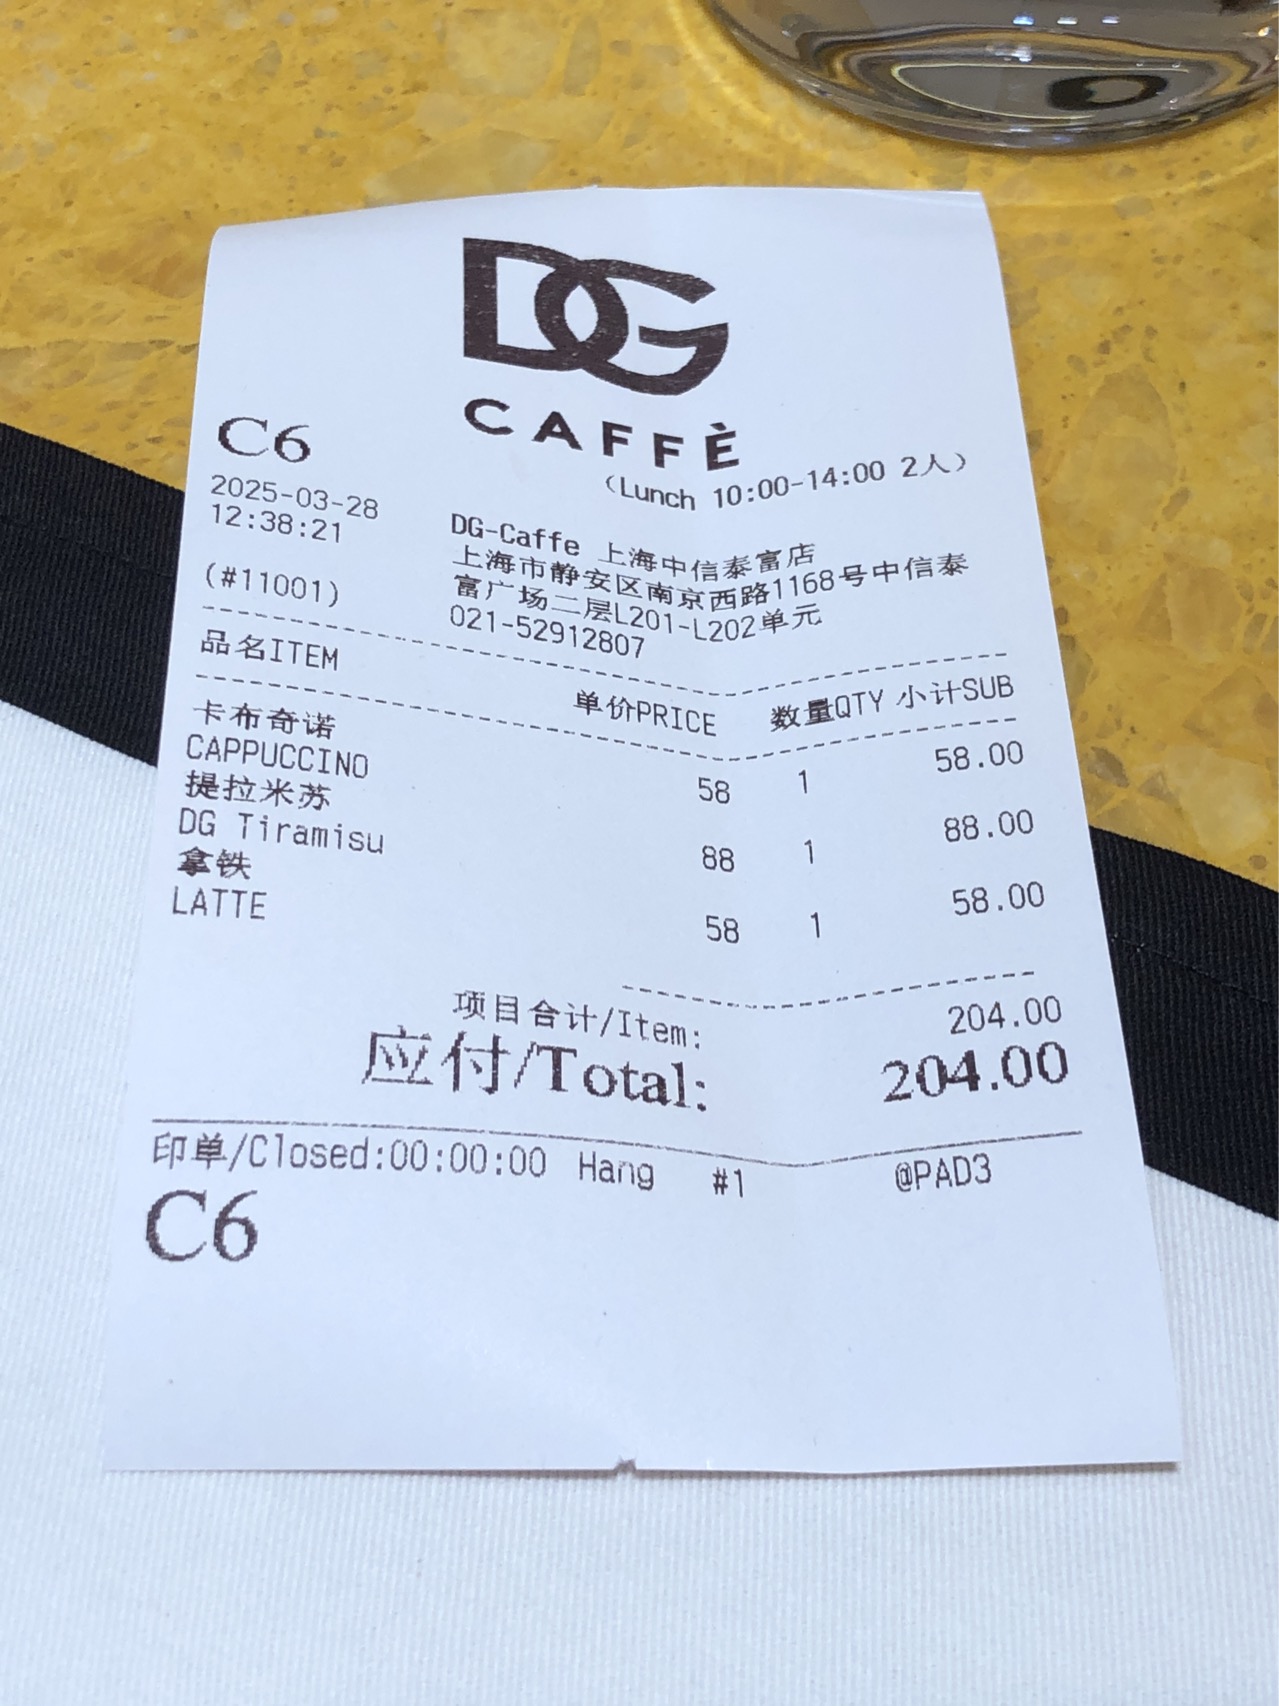 DG
CAFFÈ
C6
(Lunch 10:00-14:00 2人)
2025-03-28
12:38:21
(#11001)
DG-Caffe 上海中信泰富店
上海市静安区南京西路1168号中信泰
富广场二层L201-L202单元
021-52912807
品名ITEM 单价PRICE 数量QTY 小计SUB
卡布奇诺
CAPPUCCINO 58 1 58.00
提拉米苏
DG Tiramisu 88 1 88.00
拿铁
LATTE 58 1 58.00
项目合计/Item: 204.00
应付/Total: 204.00
印单/Closed:00:00:00 Hang #1 @PAD3
C6